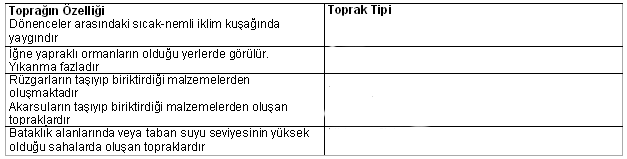 Toprağın Özelliği Toprak Tipi
Dönenceler arasındaki sıcak-nemli iklim kuşağında
yaygındır
İğne yapraklı ormanların olduğu yerlerde görülür.
Yıkanma fazladır
Rüzgarların taşıyıp biriktirdiği malzemelerden
oluşmaktadır
Akarsuların taşıyıp biriktirdiği malzemelerden oluşan
topraklardır
Bataklık alanlarında veya taban suyu seviyesinin yüksek
olduğu sahalarda oluşan topraklardır